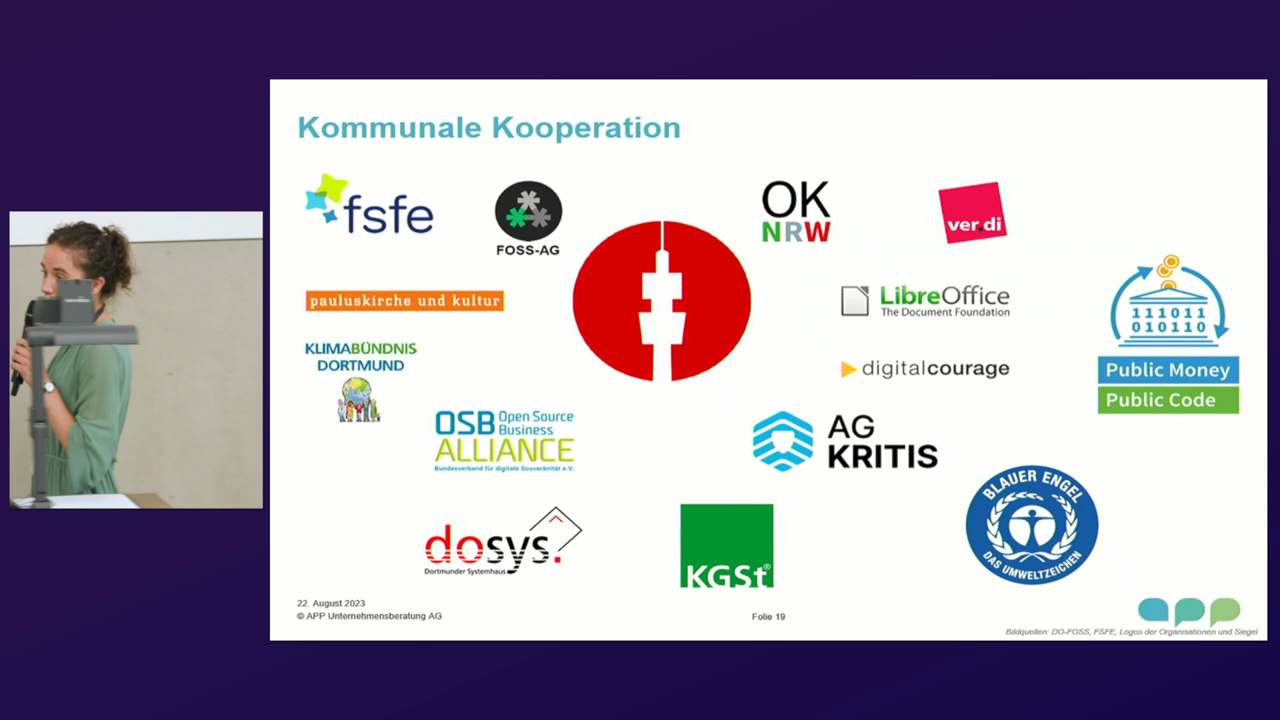 Kommunale Kooperation
fsfe
FOSS-AG
OK
NRW
ver.di
pauluskirche und kultur
LibreOffice
The Document Foundation
111011
010110
KLIMABÜNDNIS
DORTMUND
digitalcourage
Public Money
Public Code
OSB Open Source
Business
ALLIANCE
Bundesverband für digitale Souveränität e.V.
AG
KRITIS
BLAUER ENGEL
DAS UMWELTZEICHEN
dosys.
Dortmunder Systemhaus
KGSt®
22. August 2023
© APP Unternehmensberatung AG
Folie 19
app
Bildquellen: DO-FOSS, FSFE, Logos der Organisationen und Siegel